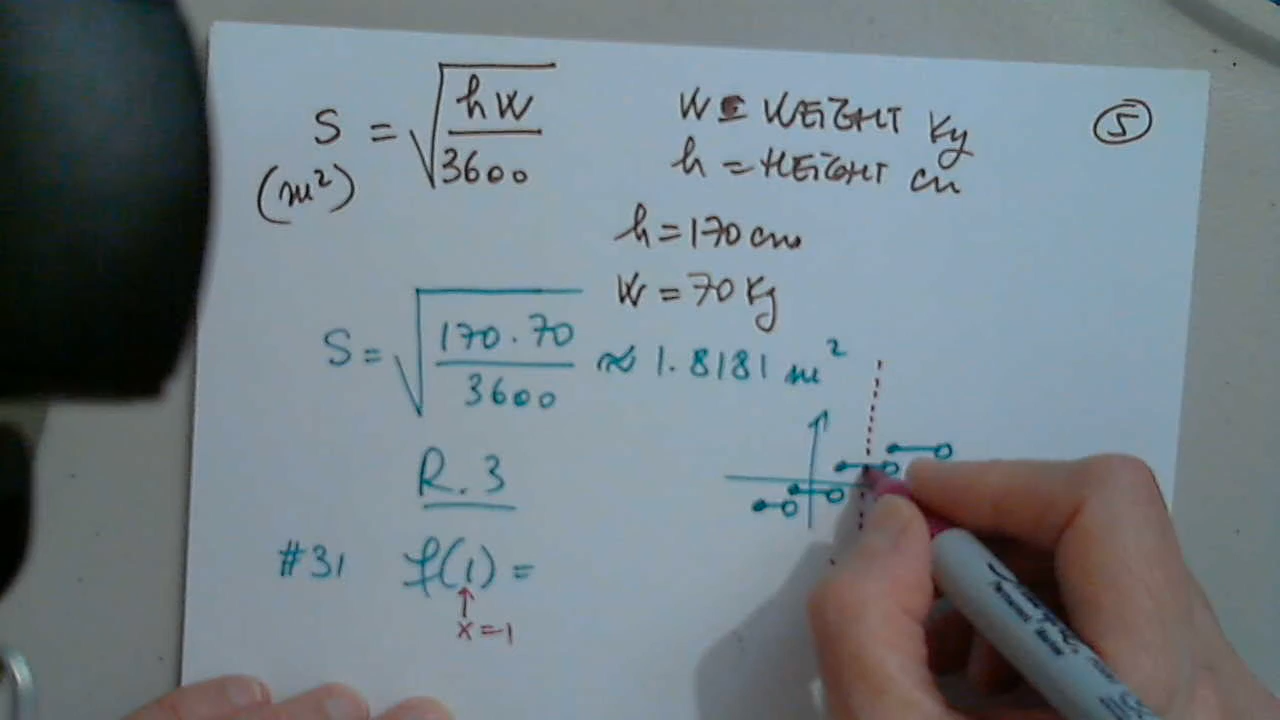 S = √(hW/3600)
W = WEIGHT Kg
⑤
(m²)
h = HEIGHT cm
h = 170 cm
W = 70 Kg
S = √(170.70/3600) ≈ 1.8181 m²
R.3
#31 f(1) =
↑
x=1